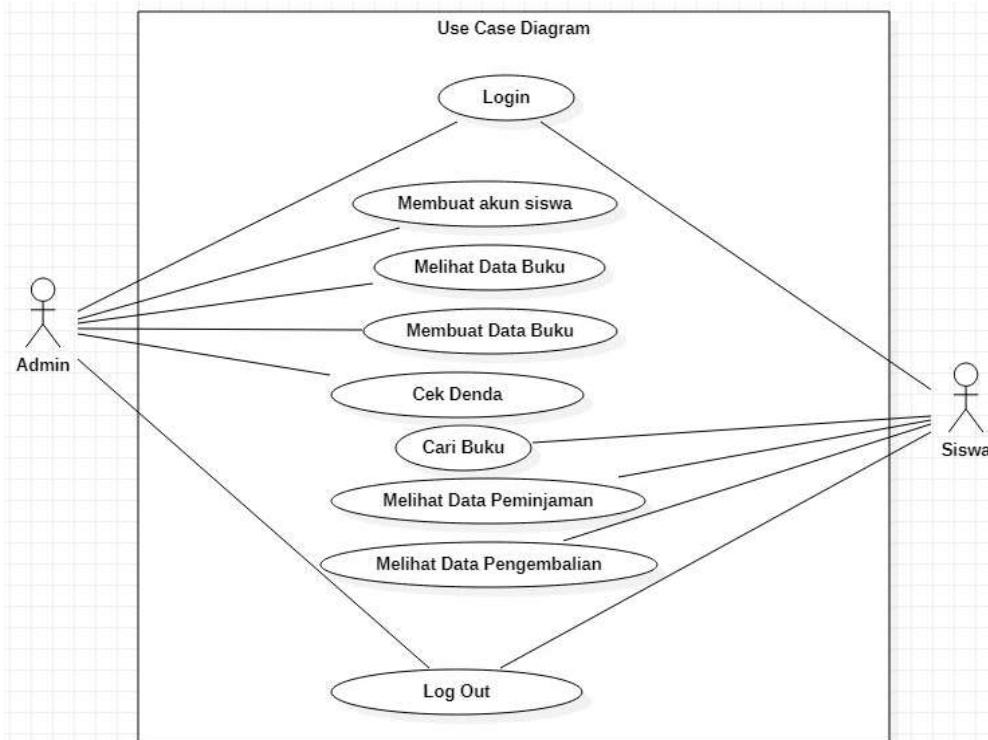 Use Case Diagram
Login
Membuat akun siswa
Melihat Data Buku
Membuat Data Buku
Admin
Cek Denda
Cari Buku
Siswa
Melihat Data Peminjaman
Melihat Data Pengembalian
Log Out